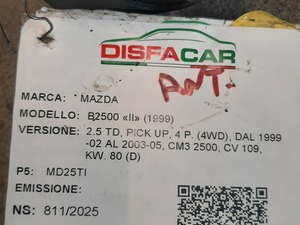 DISFACAR
ANT.
MARCA: MAZDA
MODELLO: B2500 «II» (1999)
VERSIONE: 2.5 TD, PICK UP, 4 P. (4WD), DAL 1999
-02 AL 2003-05, CM3 2500, CV 109,
KW. 80 (D)
P5: MD25TI
EMISSIONE:
NS: 811/2025